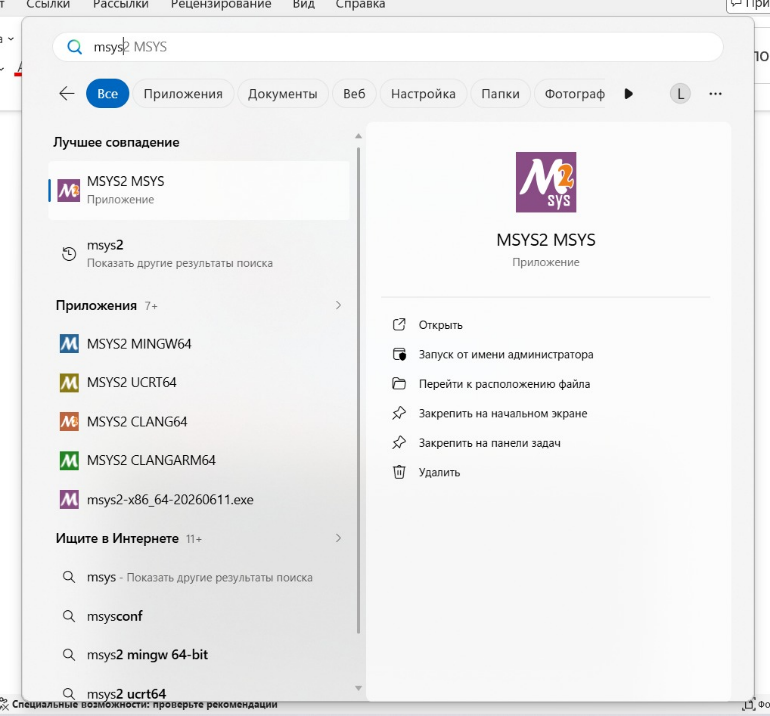 Ссылки Рассылки Рецензирование Вид Справка
msys2 MSYS
Все Приложения Документы Веб Настройка Папки Фотограф L
Лучшее совпадение
MSYS2 MSYS
Приложение
msys2
Показать другие результаты поиска
Приложения 7+
MSYS2 MINGW64
MSYS2 UCRT64
MSYS2 CLANG64
MSYS2 CLANGARM64
msys2-x86_64-20260611.exe
Ищите в Интернете 11+
msys - Показать другие результаты поиска
msysconf
msys2 mingw 64-bit
msys2 ucrt64
M2
sys
MSYS2 MSYS
Приложение
Открыть
Запуск от имени администратора
Перейти к расположению файла
Закрепить на начальном экране
Закрепить на панели задач
Удалить
Специальные возможности: проверьте рекомендации